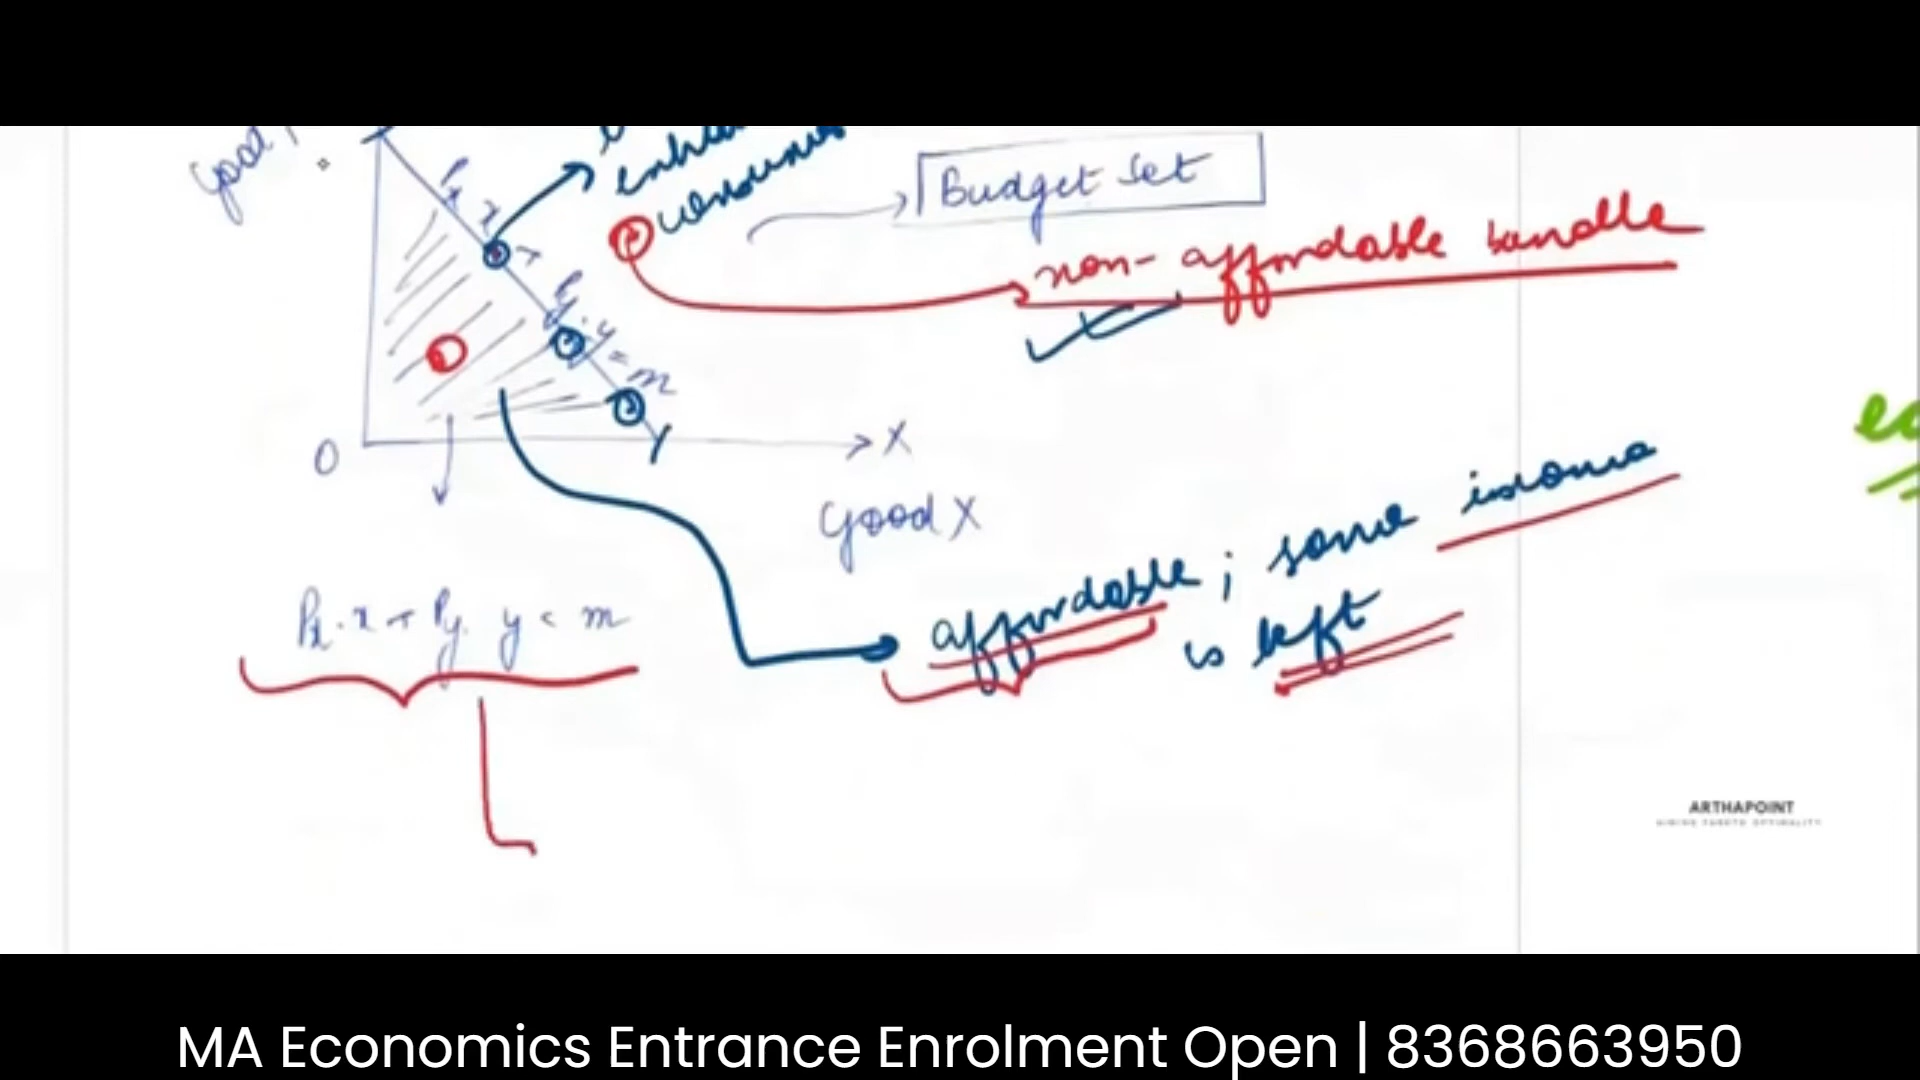 Good
Budget Set
Px x + Py. y = m
non-affordable bundle
O
X
Good X
affordable; some income
is left
Px. x + Py. y < m
ARTHAPOINT
MA Economics Entrance Enrolment Open | 8368663950